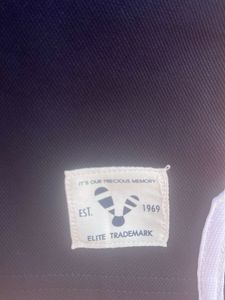 IT'S OUR PRECIOUS MEMORY
EST. 1969
ELITE TRADEMARK